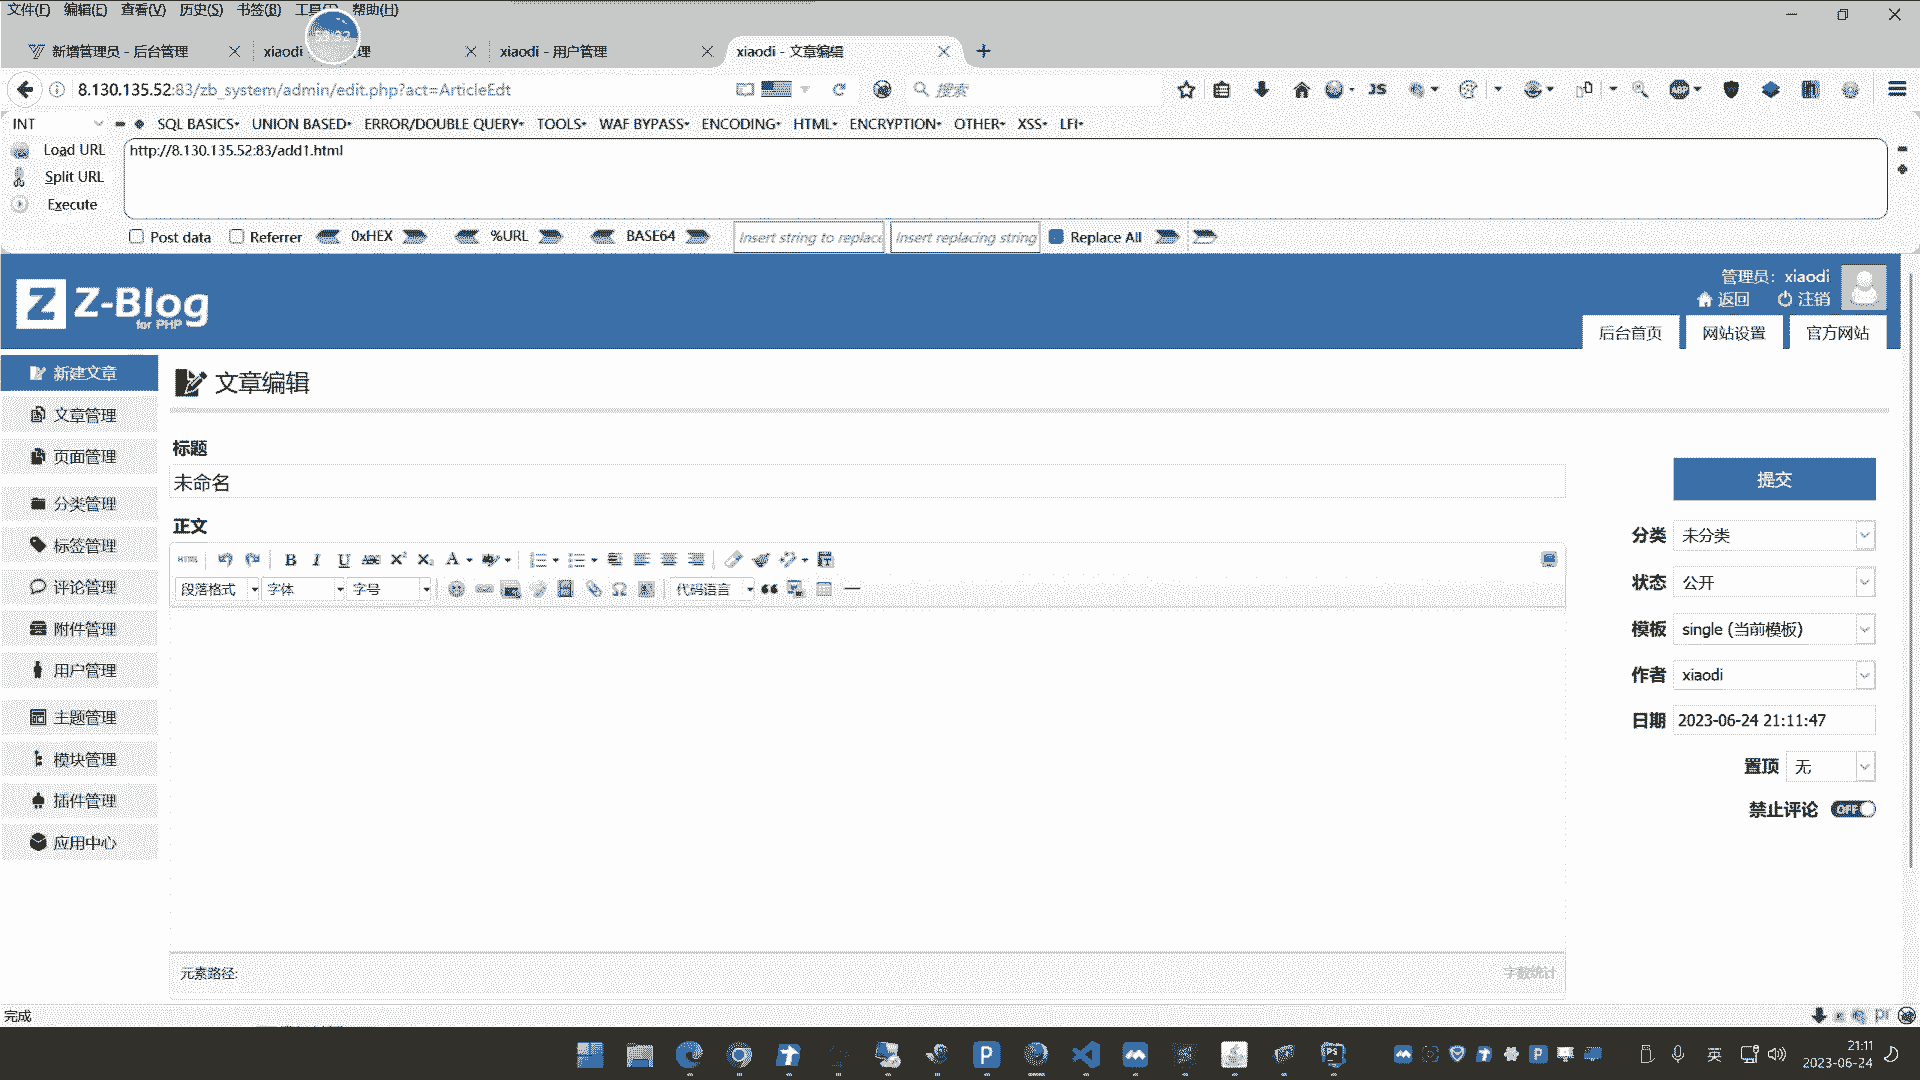 文件(F) 编辑(E) 查看(V) 历史(S) 书签(B) 帮助(H)
新增管理员 - 后台管理
xiaodi
xiaodi - 用户管理
xiaodi - 文章编辑
8.130.135.52:83/zb_system/admin/edit.php?act=ArticleEdt
搜索
JS
ABP
INT
SQL BASICS UNION BASED ERROR/DOUBLE QUERY TOOLS WAF BYPASS ENCODING HTML ENCRYPTION OTHER XSS LFI
Load URL
http://8.130.135.52:83/add1.html
Split URL
Execute
Post data Referrer 0xHEX %URL BASE64 Insert string to replace Insert replacing string Replace All
Z Z-Blog
for PHP
管理员：xiaodi
返回 注销
后台首页 网站设置 官方网站
新建文章
文章管理
页面管理
分类管理
标签管理
评论管理
附件管理
用户管理
主题管理
模块管理
插件管理
应用中心
文章编辑
标题
未命名
正文
HTML B I U ABC X² X₂ A
段落格式 字体 字号 Ω 代码语言
元素路径:
字数统计
提交
分类 未分类
状态 公开
模板 single (当前模板)
作者 xiaodi
日期 2023-06-24 21:11:47
置顶 无
禁止评论 OFF
完成
英
21:11
2023-06-24